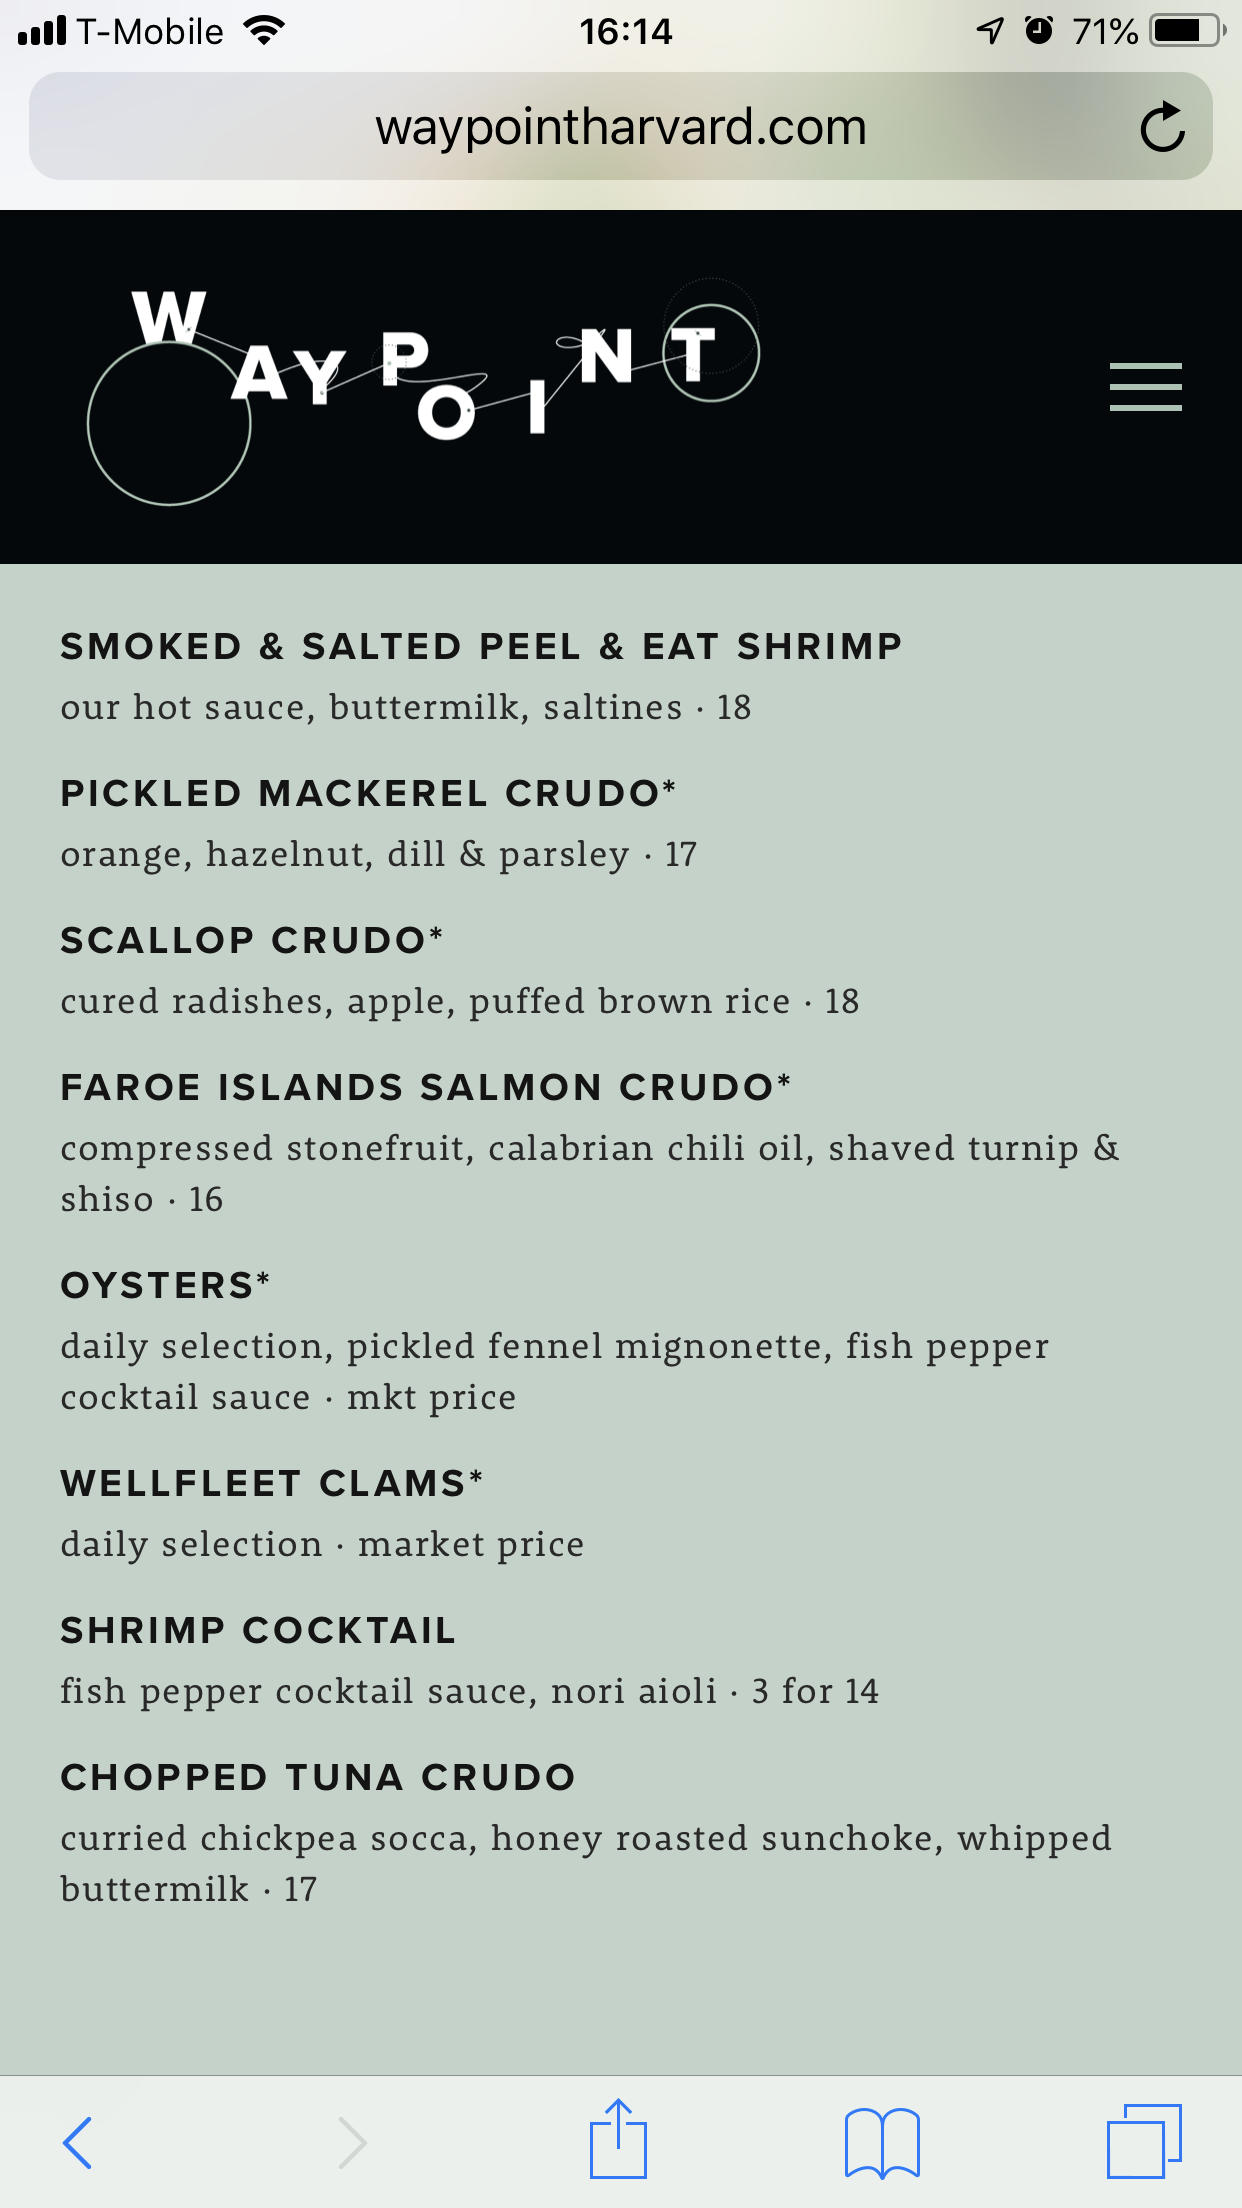 T-Mobile 16:14 71%
waypointharvard.com
WAYPOINT
SMOKED & SALTED PEEL & EAT SHRIMP
our hot sauce, buttermilk, saltines · 18
PICKLED MACKEREL CRUDO*
orange, hazelnut, dill & parsley · 17
SCALLOP CRUDO*
cured radishes, apple, puffed brown rice · 18
FAROE ISLANDS SALMON CRUDO*
compressed stonefruit, calabrian chili oil, shaved turnip &
shiso · 16
OYSTERS*
daily selection, pickled fennel mignonette, fish pepper
cocktail sauce · mkt price
WELLFLEET CLAMS*
daily selection · market price
SHRIMP COCKTAIL
fish pepper cocktail sauce, nori aioli · 3 for 14
CHOPPED TUNA CRUDO
curried chickpea socca, honey roasted sunchoke, whipped
buttermilk · 17